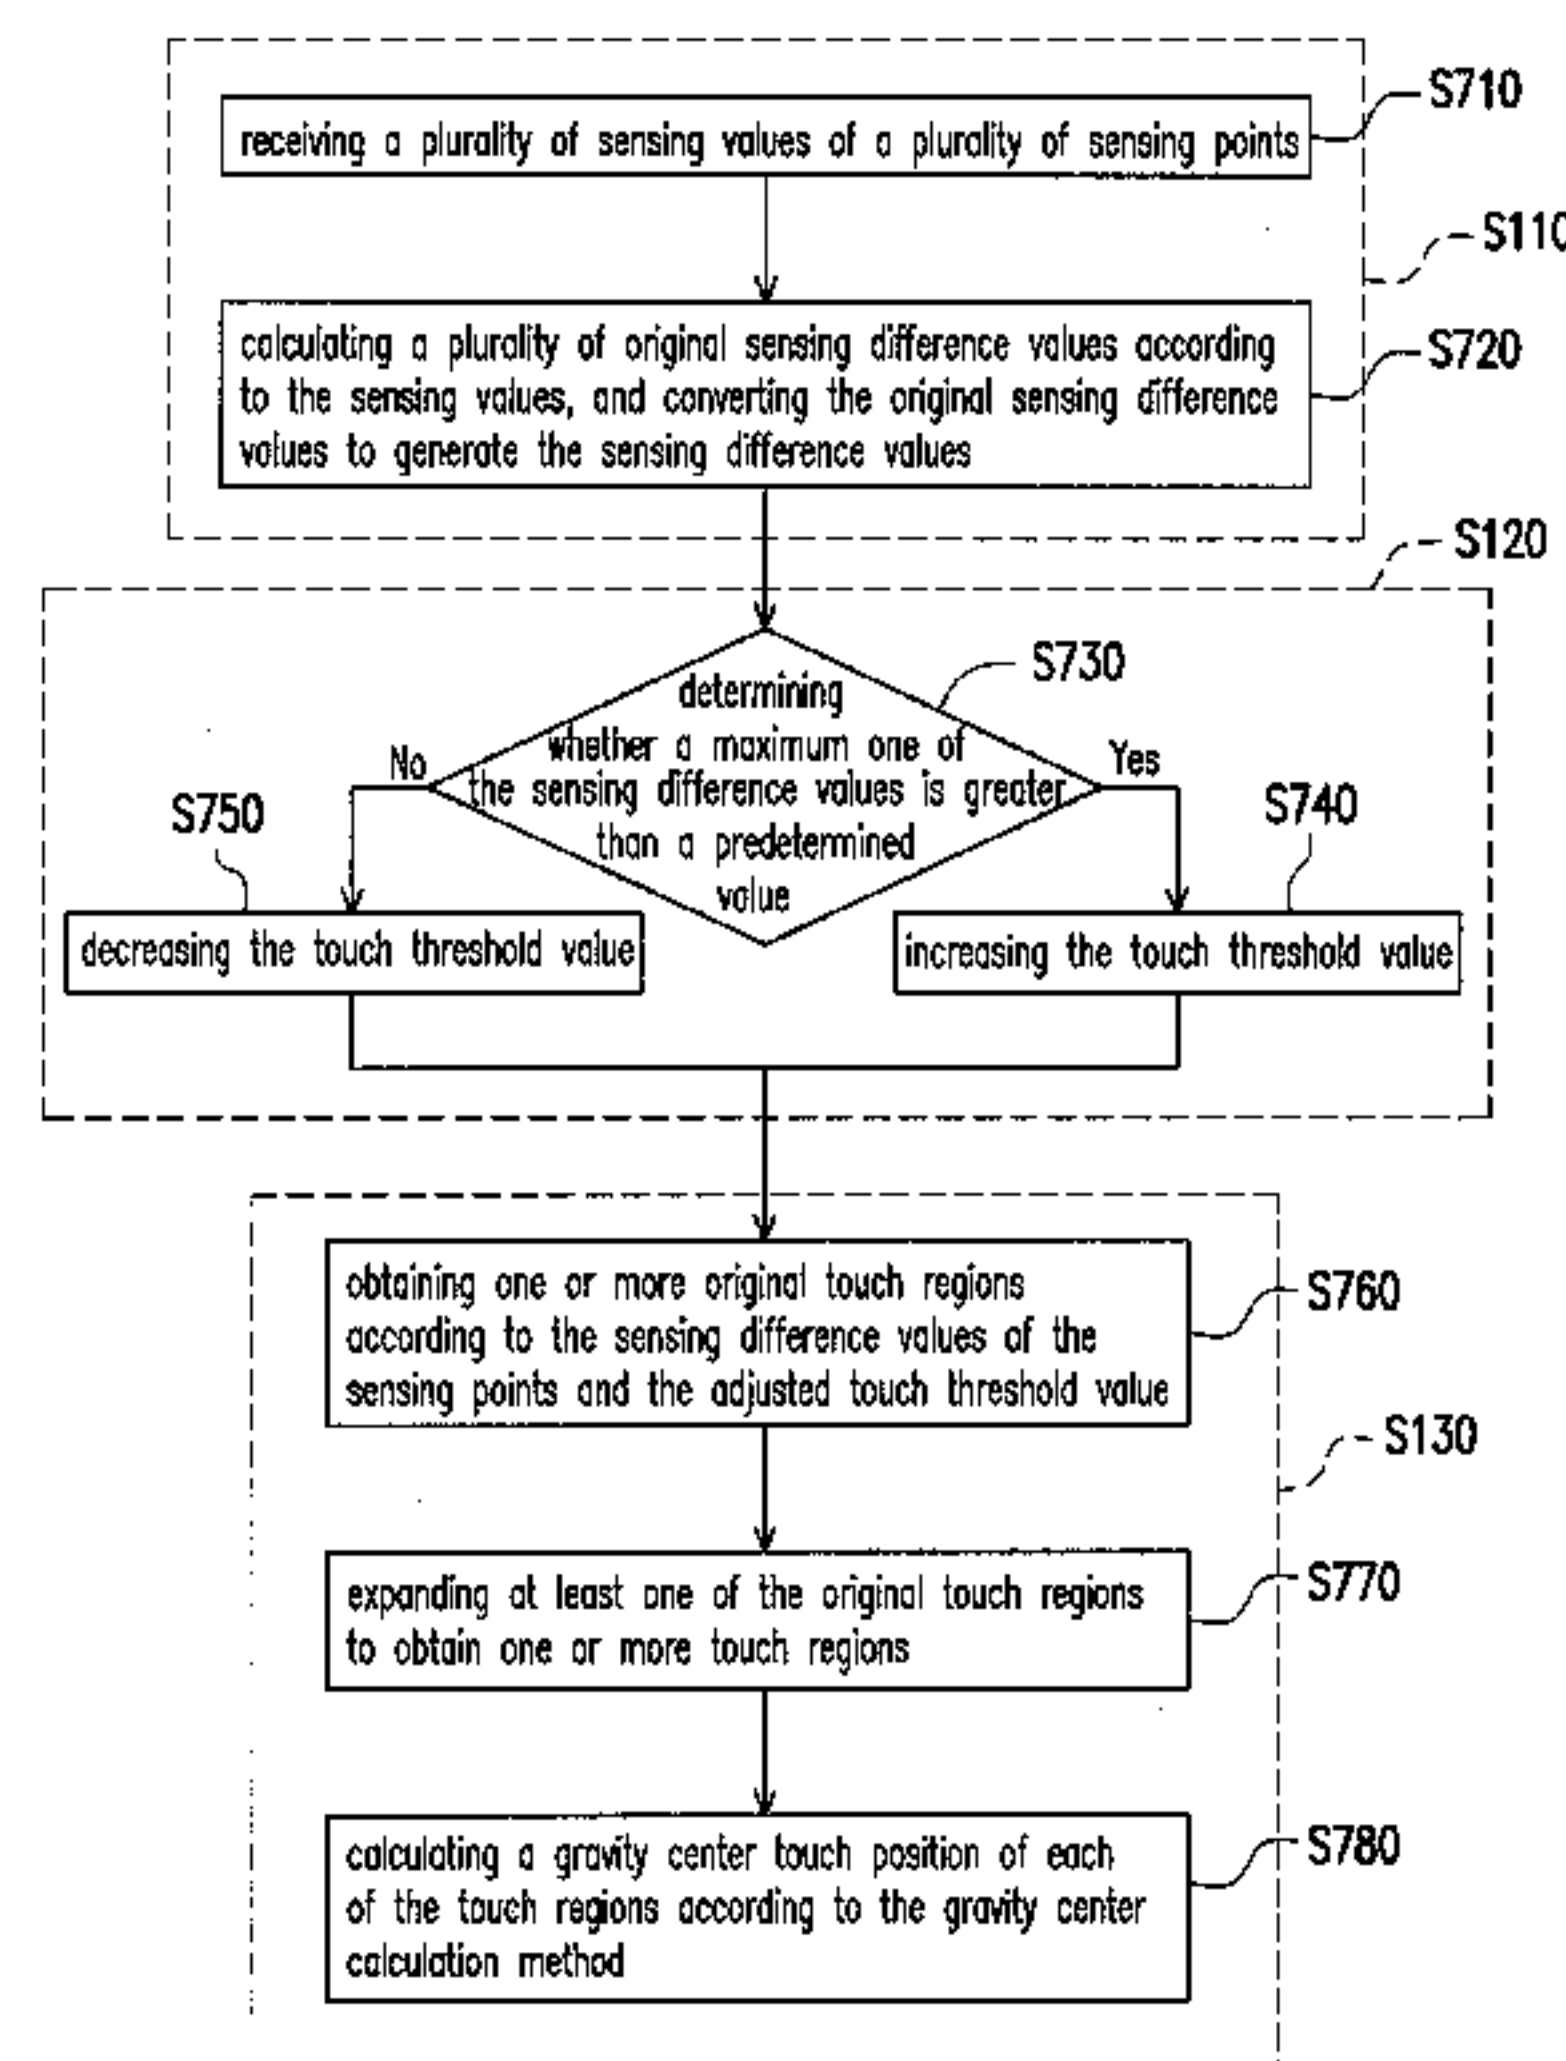 S710
receiving a plurality of sensing values of a plurality of sensing points
S110
calculating a plurality of original sensing difference values according
to the sensing values, and converting the original sensing difference
values to generate the sensing difference values
S720
S120
S730
determining
whether a maximum one of
the sensing difference values is greater
than a predetermined
value
No
Yes
S750
S740
decreasing the touch threshold value
increasing the touch threshold value
obtaining one or more original touch regions
according to the sensing difference values of the
sensing points and the adjusted touch threshold value
S760
S130
expanding at least one of the original touch regions
to obtain one or more touch regions
S770
calculating a gravity center touch position of each
of the touch regions according to the gravity center
calculation method
S780